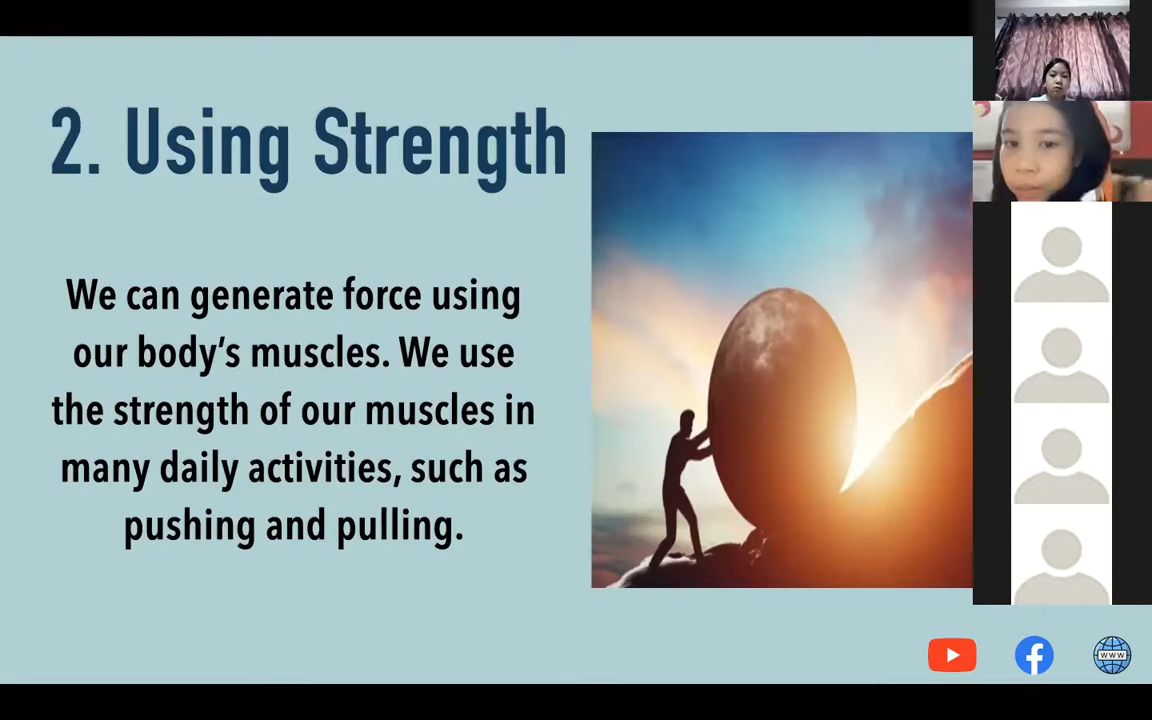 2. Using Strength
We can generate force using
our body's muscles. We use
the strength of our muscles in
many daily activities, such as
pushing and pulling.
www